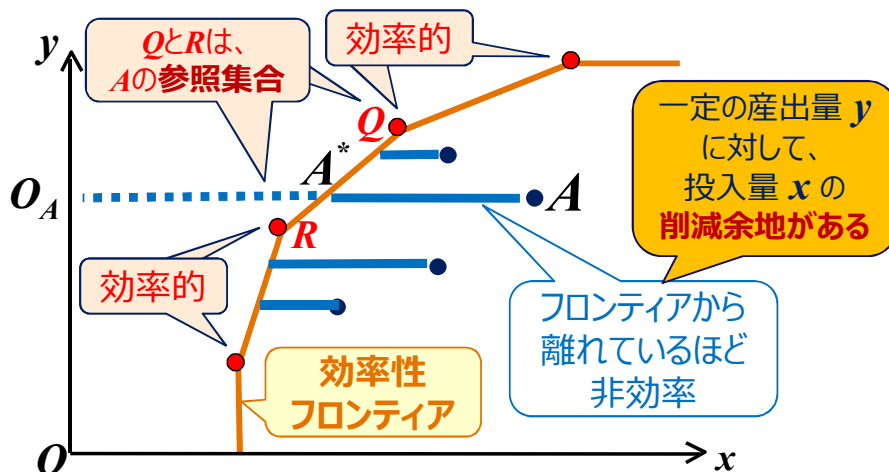 y
QとRは、
Aの参照集合
効率的
Q
A*
O_A
A
R
効率的
一定の産出量 y
に対して、
投入量 x の
削減余地がある
フロンティアから
離れているほど
非効率
効率性
フロンティア
O
x